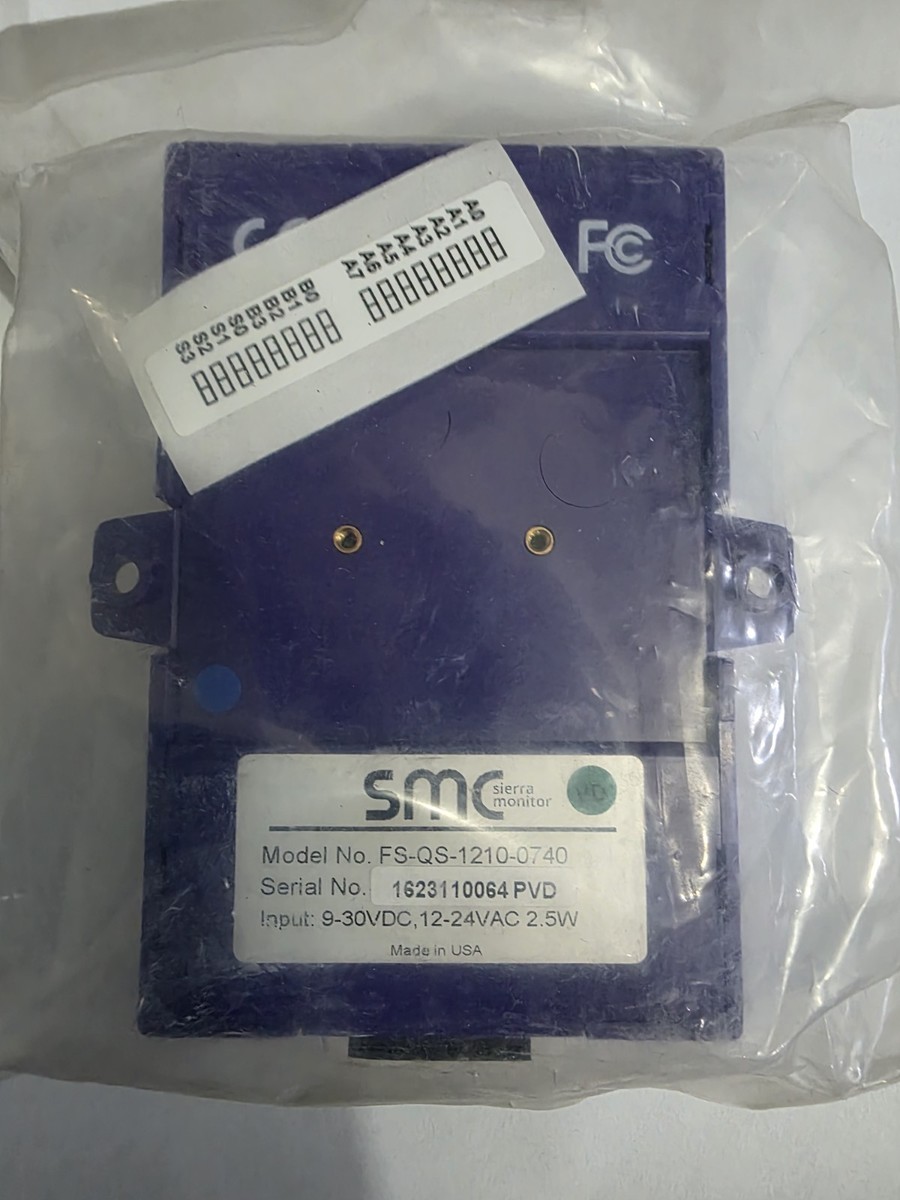 A0
A1
A2
A3
A4
A5
A6
A7
B0
B1
B2
B3
S0
S1
S2
S3
FC
SMC sierra monitor
Model No. FS-QS-1210-0740
Serial No. 1623110064 PVD
Input: 9-30VDC,12-24VAC 2.5W
Made in USA